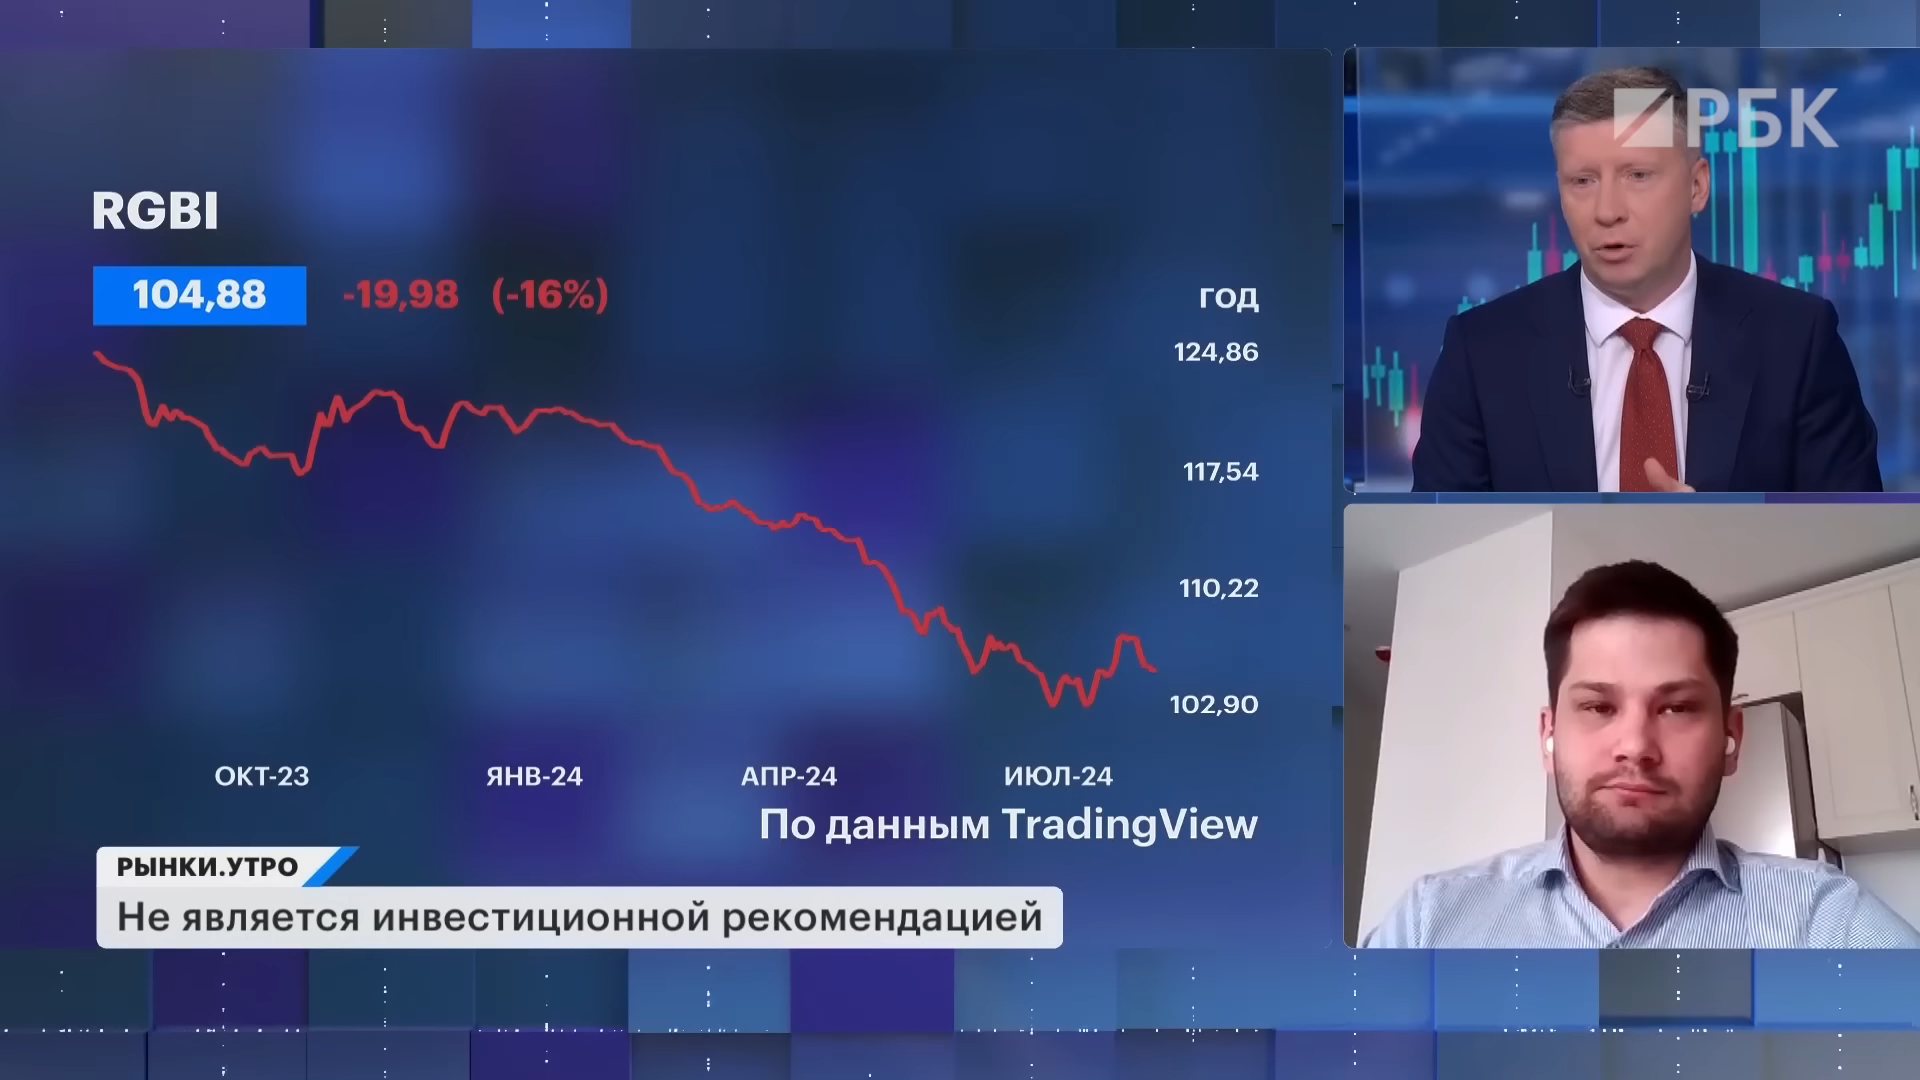 RGBI
104,88 -19,98 (-16%)
ГОД
124,86
117,54
110,22
102,90
ОКТ-23 ЯНВ-24 АПР-24 ИЮЛ-24
По данным TradingView
РЫНКИ.УТРО
Не является инвестиционной рекомендацией
РБК